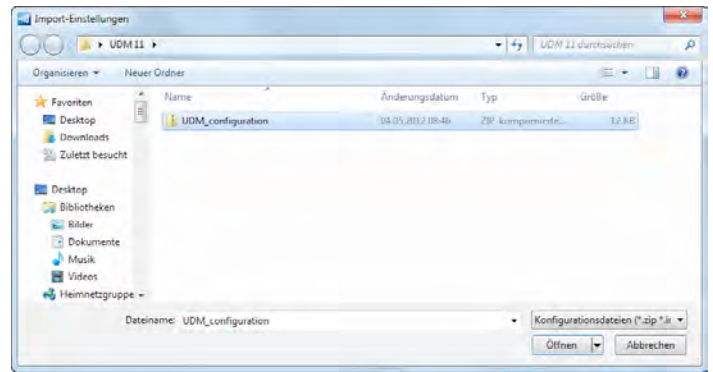 Import-Einstellungen
UDM 11
UDM 11 durchsuchen
Organisieren
Neuer Ordner
Favoriten
Desktop
Downloads
Zuletzt besucht
Desktop
Bibliotheken
Bilder
Dokumente
Musik
Videos
Heimnetzgruppe
Name
Änderungsdatum
Typ
Größe
UDM_configuration
04.05.2012 08:46
ZIP-komprimierte...
12 KB
Dateiname:
UDM_configuration
Konfigurationsdateien (*.zip *.i
Öffnen
Abbrechen